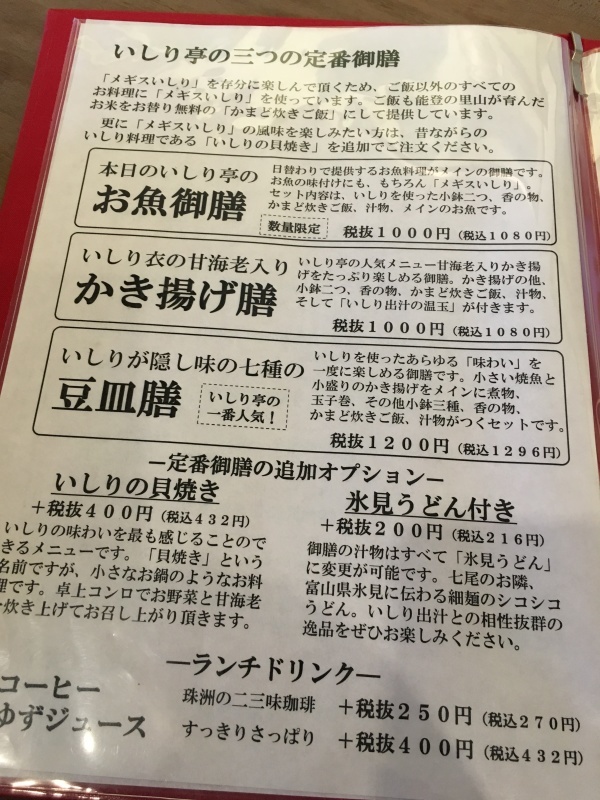 いしり亭の三つの定番御膳
「メギスいしり」を存分に楽しんで頂くため、ご飯以外のすべての
お料理に「メギスいしり」を使っています。ご飯も能登の里山が育んだ
お米をお替り無料の「かまど炊きご飯」にして提供しています。
更に「メギスいしり」の風味を楽しみたい方は、昔ながらの
いしり料理である「いしりの貝焼き」を追加でご注文ください。
本日のいしり亭の
お魚御膳
数量限定
日替わりで提供するお魚料理がメインの御膳です。
お魚の味付けにも、もちろん「メギスいしり」。
セット内容は、いしりを使った小鉢二つ、香の物、
かまど炊きご飯、汁物、メインのお魚です。
税抜1000円（税込1080円）
いしり衣の甘海老入り
かき揚げ膳
いしり亭の人気メニュー甘海老入りかき揚
げをたっぷり楽しめる御膳。かき揚げの他、
小鉢二つ、香の物、かまど炊きご飯、汁物、
そして「いしり出汁の温玉」が付きます。
税抜1000円（税込1080円）
いしりが隠し味の七種の
豆皿膳
いしり亭の
一番人気！
いしりを使ったあらゆる「味わい」を
一度に楽しめる御膳です。小さい焼魚と
小盛りのかき揚げをメインに煮物、
玉子巻、その他小鉢三種、香の物、
かまど炊きご飯、汁物がつくセットです。
税抜1200円（税込1296円）
―定番御膳の追加オプション―
いしりの貝焼き
＋税抜400円（税込432円）
いしりの味わいを最も感じることので
きるメニューです。「貝焼き」という
名前ですが、小さなお鍋のようなお料
理です。卓上コンロでお野菜と甘海老
炊き上げてお召し上がり頂きます。
氷見うどん付き
＋税抜200円（税込216円）
御膳の汁物はすべて「氷見うどん」
に変更が可能です。七尾のお隣、
富山県氷見に伝わる細麺のシコシコ
うどん。いしり出汁との相性抜群の
逸品をぜひお楽しみください。
―ランチドリンク―
コーヒー 珠洲の二三味珈琲 ＋税抜250円（税込270円）
ゆずジュース すっきりさっぱり ＋税抜400円（税込432円）